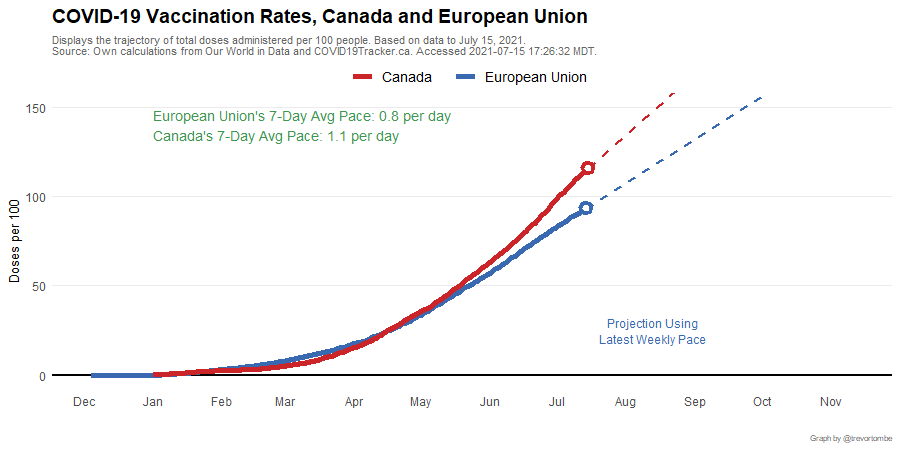 COVID-19 Vaccination Rates, Canada and European Union
Displays the trajectory of total doses administered per 100 people. Based on data to July 15, 2021.
Source: Own calculations from Our World in Data and COVID19Tracker.ca. Accessed 2021-07-15 17:26:32 MDT.
Canada European Union
European Union's 7-Day Avg Pace: 0.8 per day
Canada's 7-Day Avg Pace: 1.1 per day
Doses per 100
150
100
50
0
Projection Using
Latest Weekly Pace
Dec Jan Feb Mar Apr May Jun Jul Aug Sep Oct Nov
Graph by @trevortombe